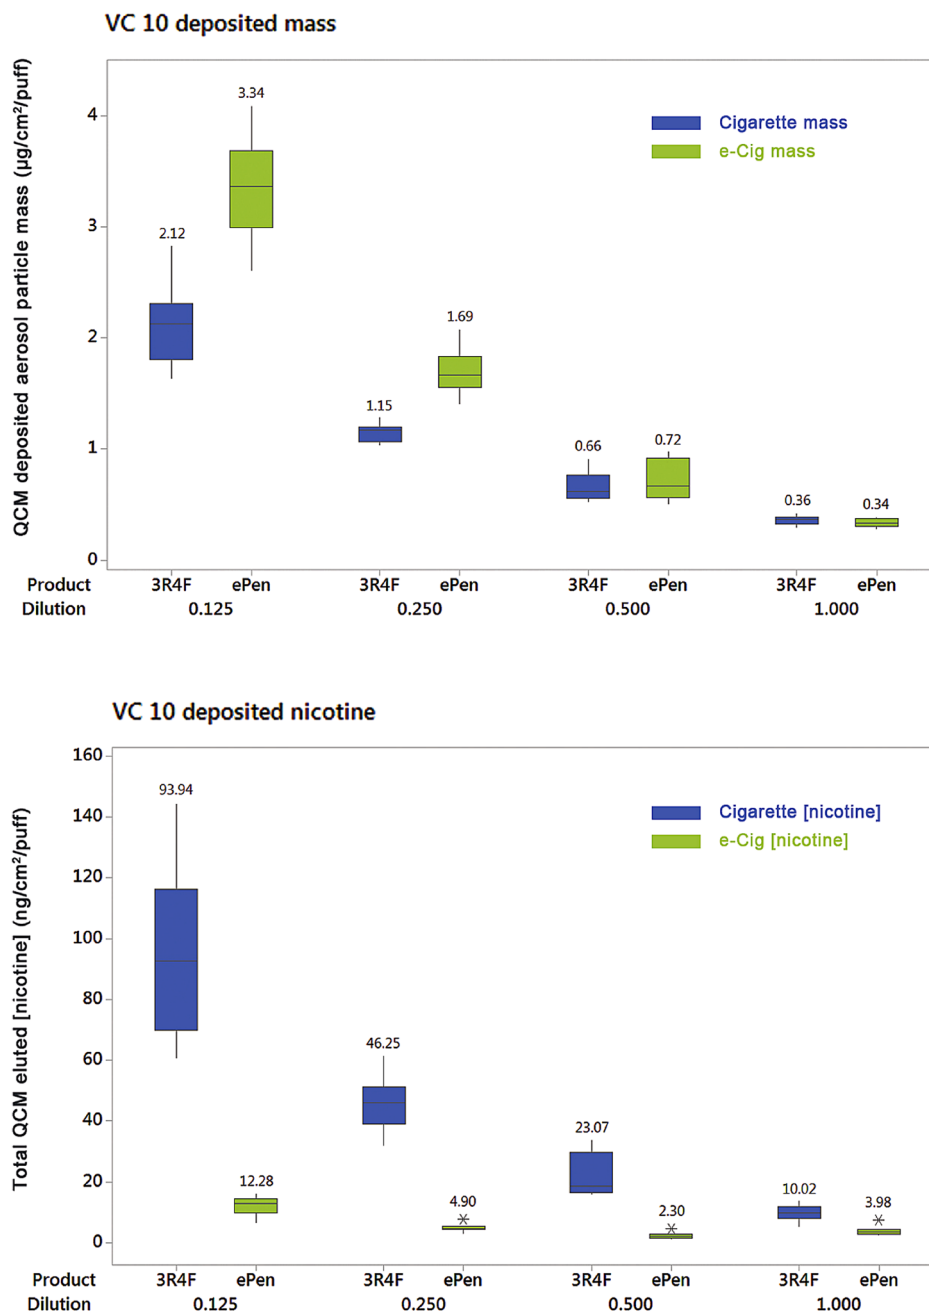 VC 10 deposited mass
QCM deposited aerosol particle mass (µg/cm²/puff)
4
3
2
1
0
Cigarette mass
e-Cig mass
2.12
3.34
1.15
1.69
0.66
0.72
0.36
0.34
Product 3R4F ePen 3R4F ePen 3R4F ePen 3R4F ePen
Dilution 0.125 0.250 0.500 1.000
VC 10 deposited nicotine
Total QCM eluted [nicotine] (ng/cm²/puff)
160
140
120
100
80
60
40
20
0
Cigarette [nicotine]
e-Cig [nicotine]
93.94
12.28
46.25
4.90
23.07
2.30
10.02
3.98
Product 3R4F ePen 3R4F ePen 3R4F ePen 3R4F ePen
Dilution 0.125 0.250 0.500 1.000